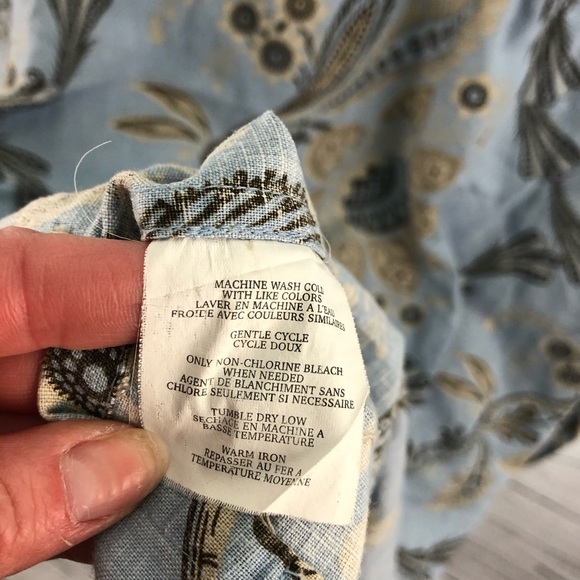 MACHINE WASH COLD
WITH LIKE COLORS
LAVER EN MACHINE A L'EAU
FROIDE AVEC COULEURS SIMILAIRES
GENTLE CYCLE
CYCLE DOUX
ONLY NON-CHLORINE BLEACH
WHEN NEEDED
AGENT DE BLANCHIMENT SANS
CHLORE SEULEMENT SI NECESSAIRE
TUMBLE DRY LOW
SECHAGE EN MACHINE A
BASSE TEMPERATURE
WARM IRON
REPASSER AU FER A
TEMPERATURE MOYENNE